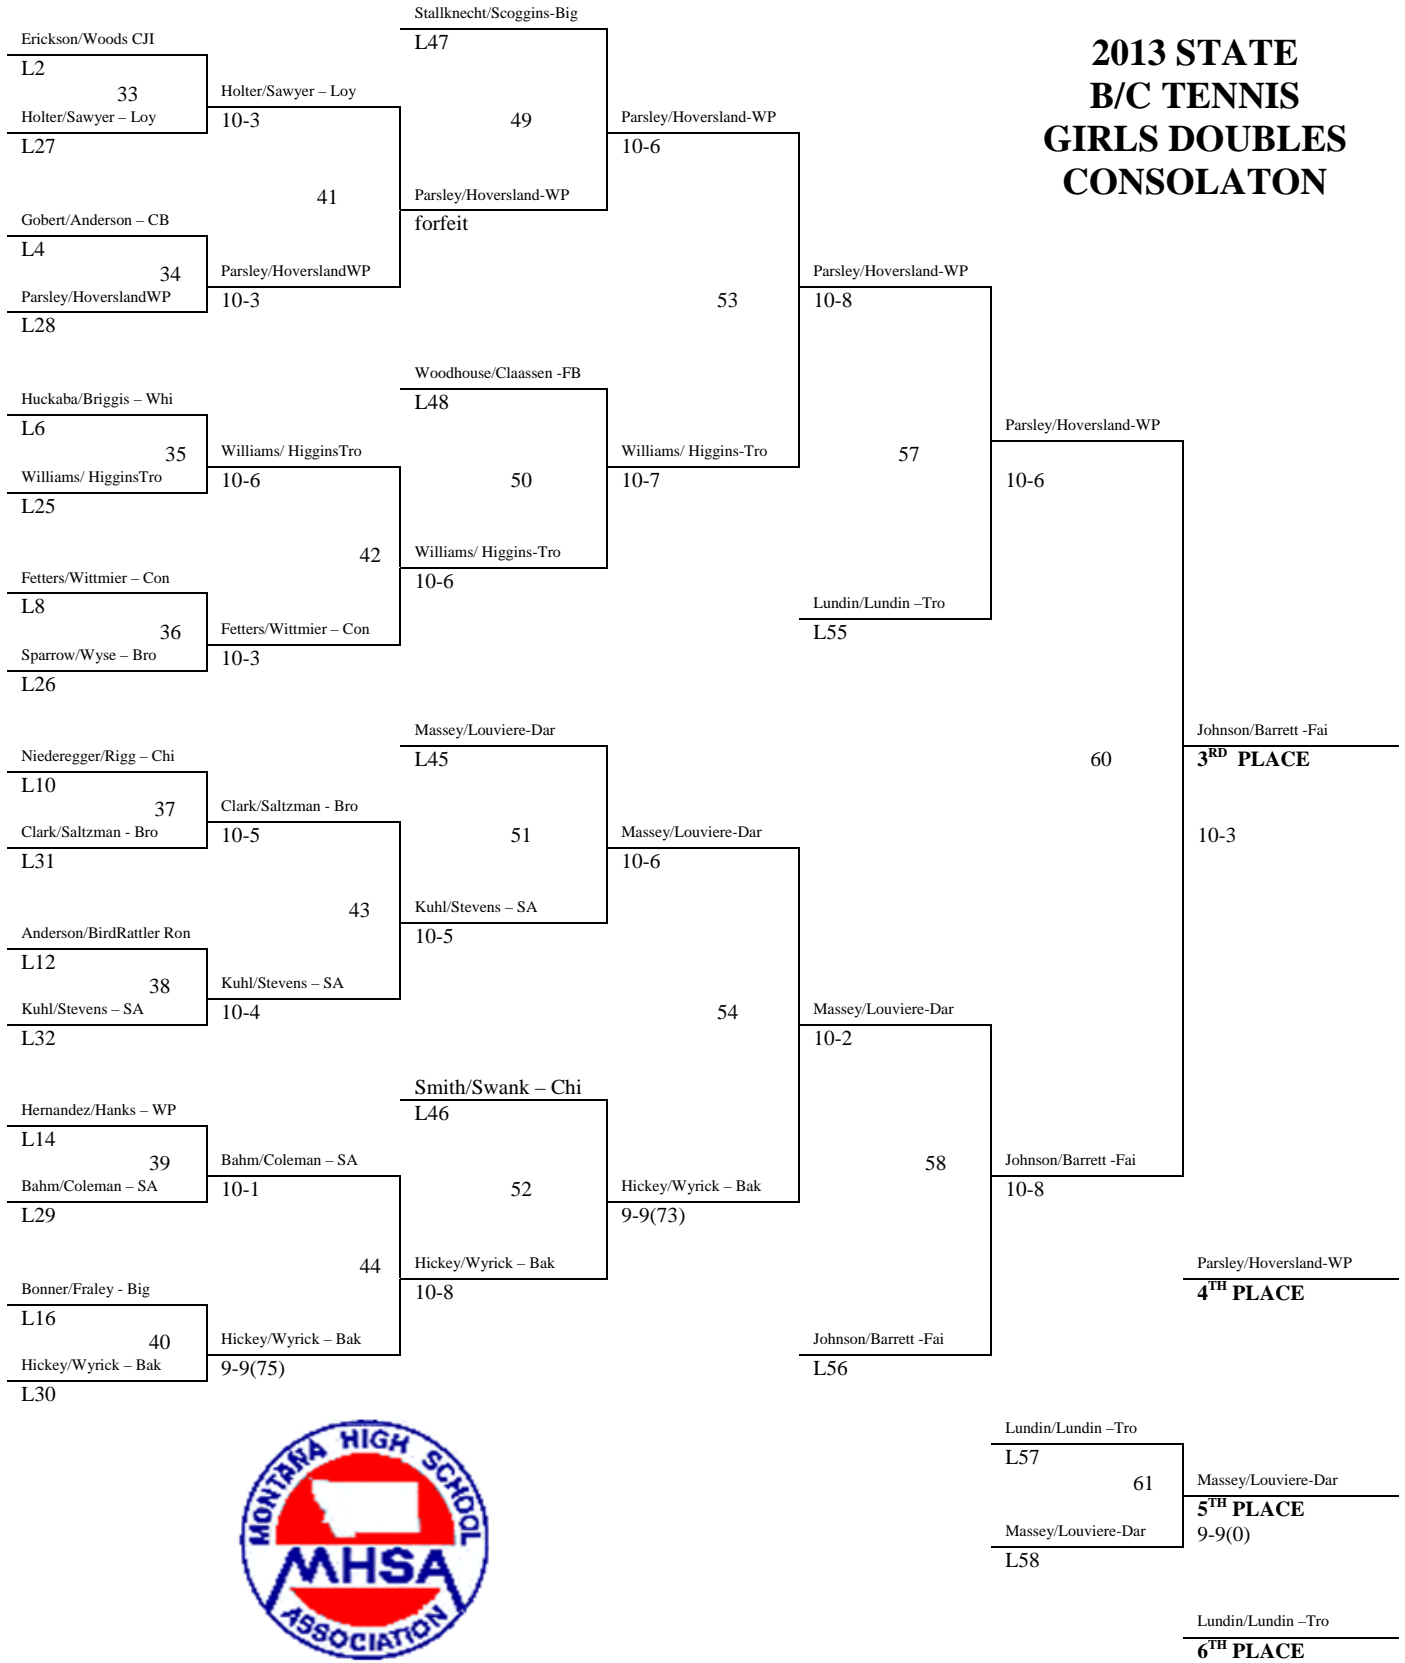 2013 STATE
B/C TENNIS
GIRLS DOUBLES
CONSOLATON
Erickson/Woods CJI
L2
33
Holter/Sawyer – Loy
L27
Gobert/Anderson – CB
L4
34
Parsley/HoverslandWP
L28
Huckaba/Briggis – Whi
L6
35
Williams/ HigginsTro
L25
Fetters/Wittmier – Con
L8
36
Sparrow/Wyse – Bro
L26
Niederegger/Rigg – Chi
L10
37
Clark/Saltzman - Bro
L31
Anderson/BirdRattler Ron
L12
38
Kuhl/Stevens – SA
L32
Hernandez/Hanks – WP
L14
39
Bahm/Coleman – SA
L29
Bonner/Fraley - Big
L16
40
Hickey/Wyrick – Bak
L30
Holter/Sawyer – Loy
10-3
41
Parsley/HoverslandWP
10-3
Williams/ HigginsTro
10-6
42
Fetters/Wittmier – Con
10-3
Clark/Saltzman - Bro
10-5
43
Kuhl/Stevens – SA
10-4
Bahm/Coleman – SA
10-1
44
Hickey/Wyrick – Bak
9-9(75)
Stallknecht/Scoggins-Big
L47
49
Parsley/Hoversland-WP
forfeit
Woodhouse/Claassen -FB
L48
50
Williams/ Higgins-Tro
10-6
Massey/Louviere-Dar
L45
51
Kuhl/Stevens – SA
10-5
Smith/Swank – Chi
L46
52
Hickey/Wyrick – Bak
10-8
Parsley/Hoversland-WP
10-6
53
Williams/ Higgins-Tro
10-7
Massey/Louviere-Dar
10-6
54
Hickey/Wyrick – Bak
9-9(73)
Parsley/Hoversland-WP
10-8
57
Lundin/Lundin –Tro
L55
Massey/Louviere-Dar
10-2
58
Johnson/Barrett -Fai
L56
Parsley/Hoversland-WP
10-6
60
Johnson/Barrett -Fai
10-8
Johnson/Barrett -Fai
3RD PLACE
10-3
Parsley/Hoversland-WP
4TH PLACE
Lundin/Lundin –Tro
L57
61
Massey/Louviere-Dar
L58
Massey/Louviere-Dar
5TH PLACE
9-9(0)
Lundin/Lundin –Tro
6TH PLACE
MONTANA HIGH SCHOOL
MHSA
ASSOCIATION